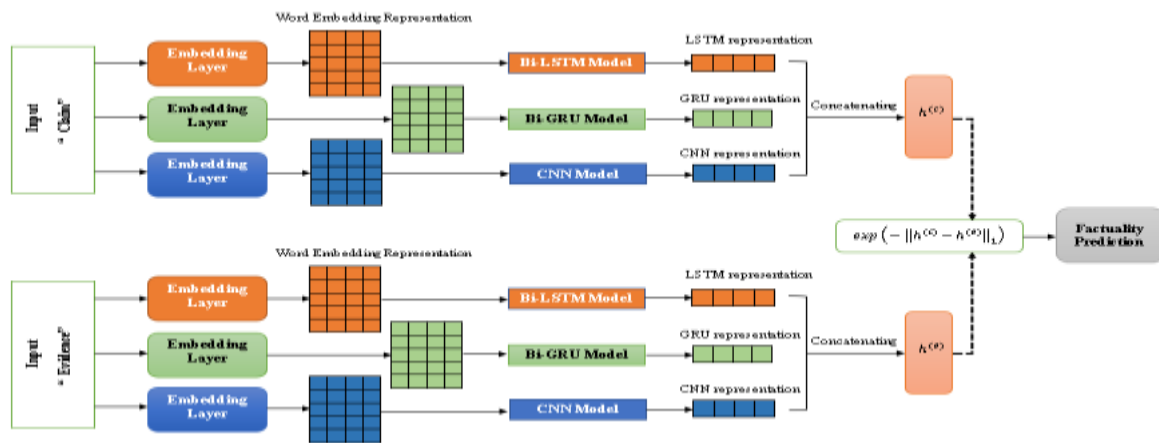 Word Embedding Representation
Input
“ Claim”
Embedding
Layer
Bi-LSTM Model
LSTM representation
Embedding
Layer
Bi-GRU Model
GRU representation
Embedding
Layer
CNN Model
CNN representation
Concatenating
h⁽ᶜ⁾
exp (− ||h⁽ᶜ⁾ − h⁽ᵉ⁾||₁)
Factuality
Prediction
Word Embedding Representation
Input
“ Evidence”
Embedding
Layer
Bi-LSTM Model
LSTM representation
Embedding
Layer
Bi-GRU Model
GRU representation
Embedding
Layer
CNN Model
CNN representation
Concatenating
h⁽ᵉ⁾